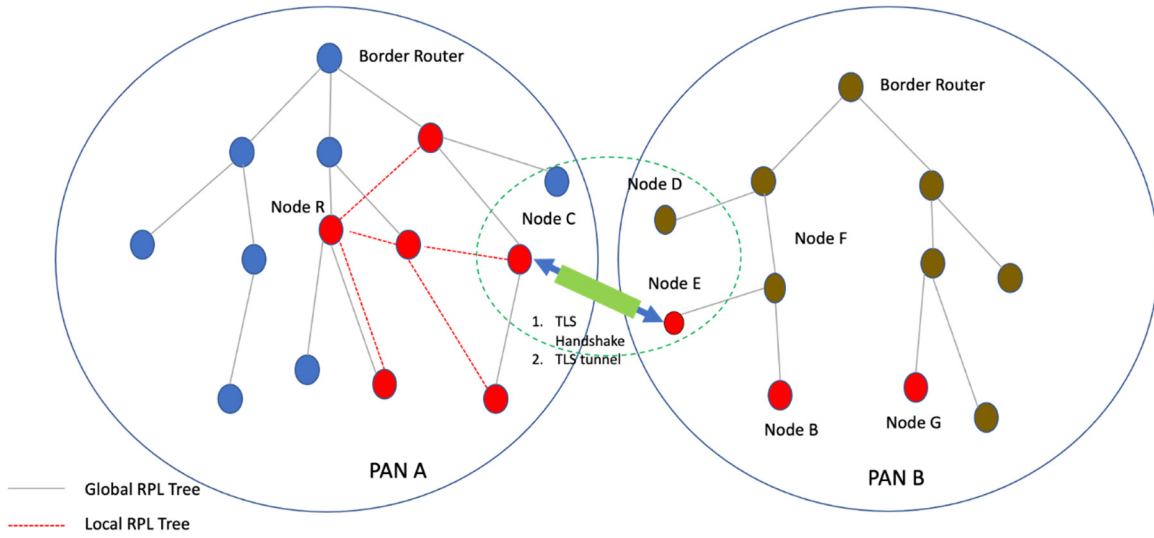 Border Router
Border Router
Node D
Node R
Node C
Node F
Node E
1. TLS
Handshake
2. TLS tunnel
Node B
Node G
PAN A
PAN B
Global RPL Tree
Local RPL Tree